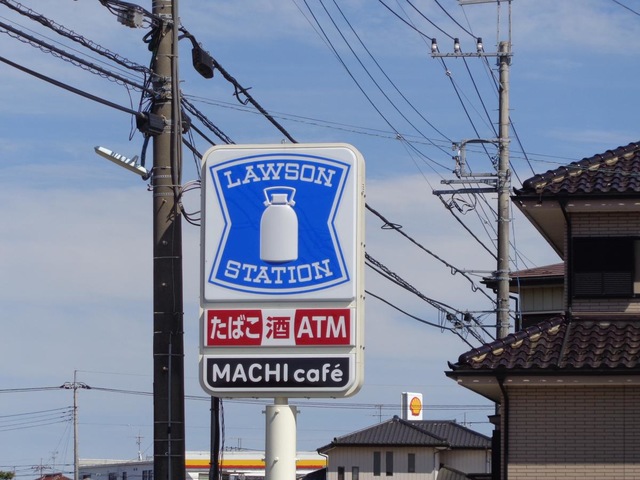 LAWSON
STATION
たばこ 酒 ATM
MACHI café